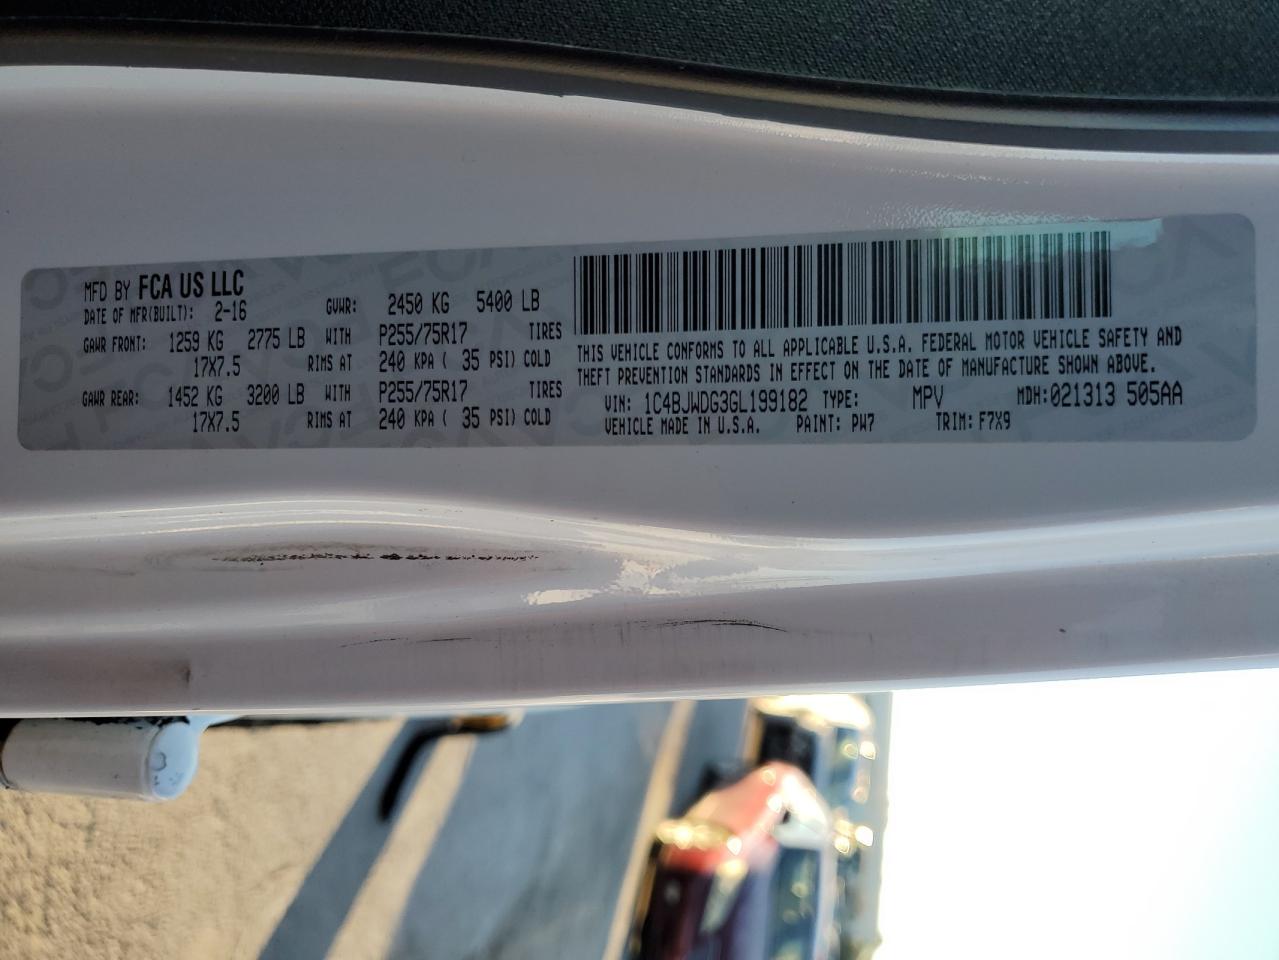 MFD BY FCA US LLC
DATE OF MFR(BUILT): 2-16 GVWR: 2450 KG 5400 LB
GAWR FRONT: 1259 KG 2775 LB WITH P255/75R17 TIRES
17X7.5 RIMS AT 240 KPA ( 35 PSI) COLD
GAWR REAR: 1452 KG 3200 LB WITH P255/75R17 TIRES
17X7.5 RIMS AT 240 KPA ( 35 PSI) COLD
THIS VEHICLE CONFORMS TO ALL APPLICABLE U.S.A. FEDERAL MOTOR VEHICLE SAFETY AND
THEFT PREVENTION STANDARDS IN EFFECT ON THE DATE OF MANUFACTURE SHOWN ABOVE.
VIN: 1C4BJWDG3GL199182 TYPE: MPV MDH: 021313 505AA
VEHICLE MADE IN U.S.A. PAINT: PW7 TRIM: F7X9